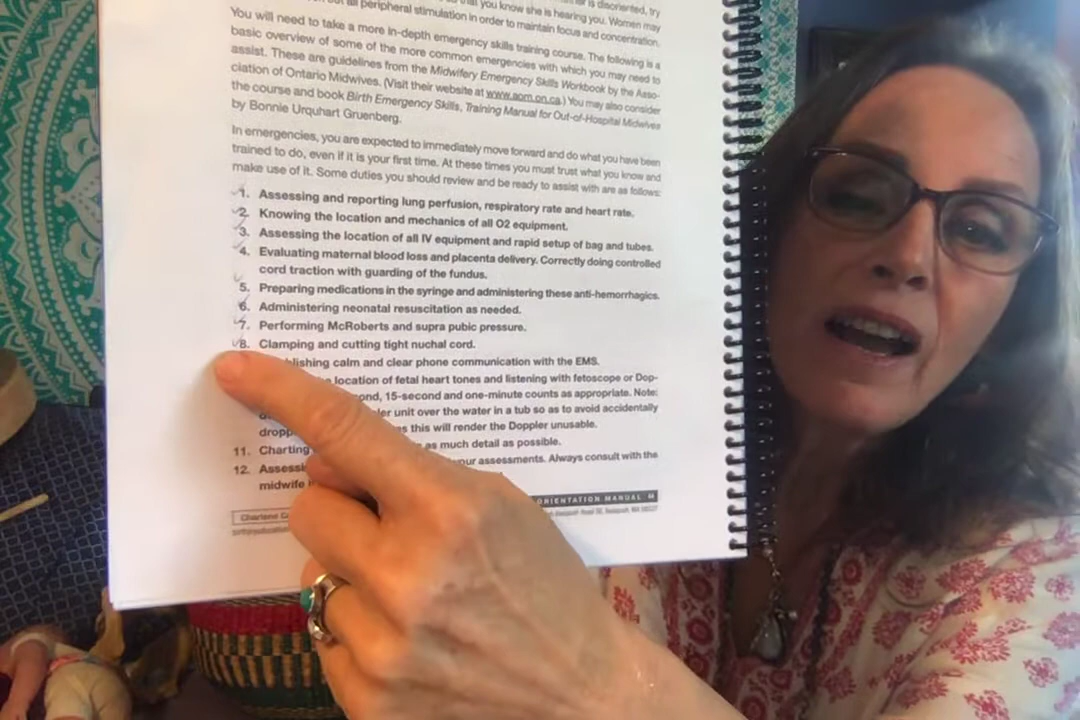 is disoriented, try
that you know she is hearing you. Women may
all peripheral stimulation in order to maintain focus and concentration.
You will need to take a more in-depth emergency skills training course. The following is a
basic overview of some of the more common emergencies with which you may need to
assist. These are guidelines from the Midwifery Emergency Skills Workbook by the Asso-
ciation of Ontario Midwives. (Visit their website at www.aom.on.ca.) You may also consider
the course and book Birth Emergency Skills, Training Manual for Out-of-Hospital Midwives
by Bonnie Urquhart Gruenberg.
In emergencies, you are expected to immediately move forward and do what you have been
trained to do, even if it is your first time. At these times you must trust what you know and
make use of it. Some duties you should review and be ready to assist with are as follows:
1. Assessing and reporting lung perfusion, respiratory rate and heart rate.
2. Knowing the location and mechanics of all O2 equipment.
3. Assessing the location of all IV equipment and rapid setup of bag and tubes.
4. Evaluating maternal blood loss and placenta delivery. Correctly doing controlled
cord traction with guarding of the fundus.
5. Preparing medications in the syringe and administering these anti-hemorrhagics.
6. Administering neonatal resuscitation as needed.
7. Performing McRoberts and supra pubic pressure.
8. Clamping and cutting tight nuchal cord.
calm and clear phone communication with the EMS.
location of fetal heart tones and listening with fetoscope or Dop-
15-second and one-minute counts as appropriate. Note:
unit over the water in a tub so as to avoid accidentally
as this will render the Doppler unusable.
11. Charting as much detail as possible.
12. your assessments. Always consult with the
midwife
ORIENTATION MANUAL
Charlene